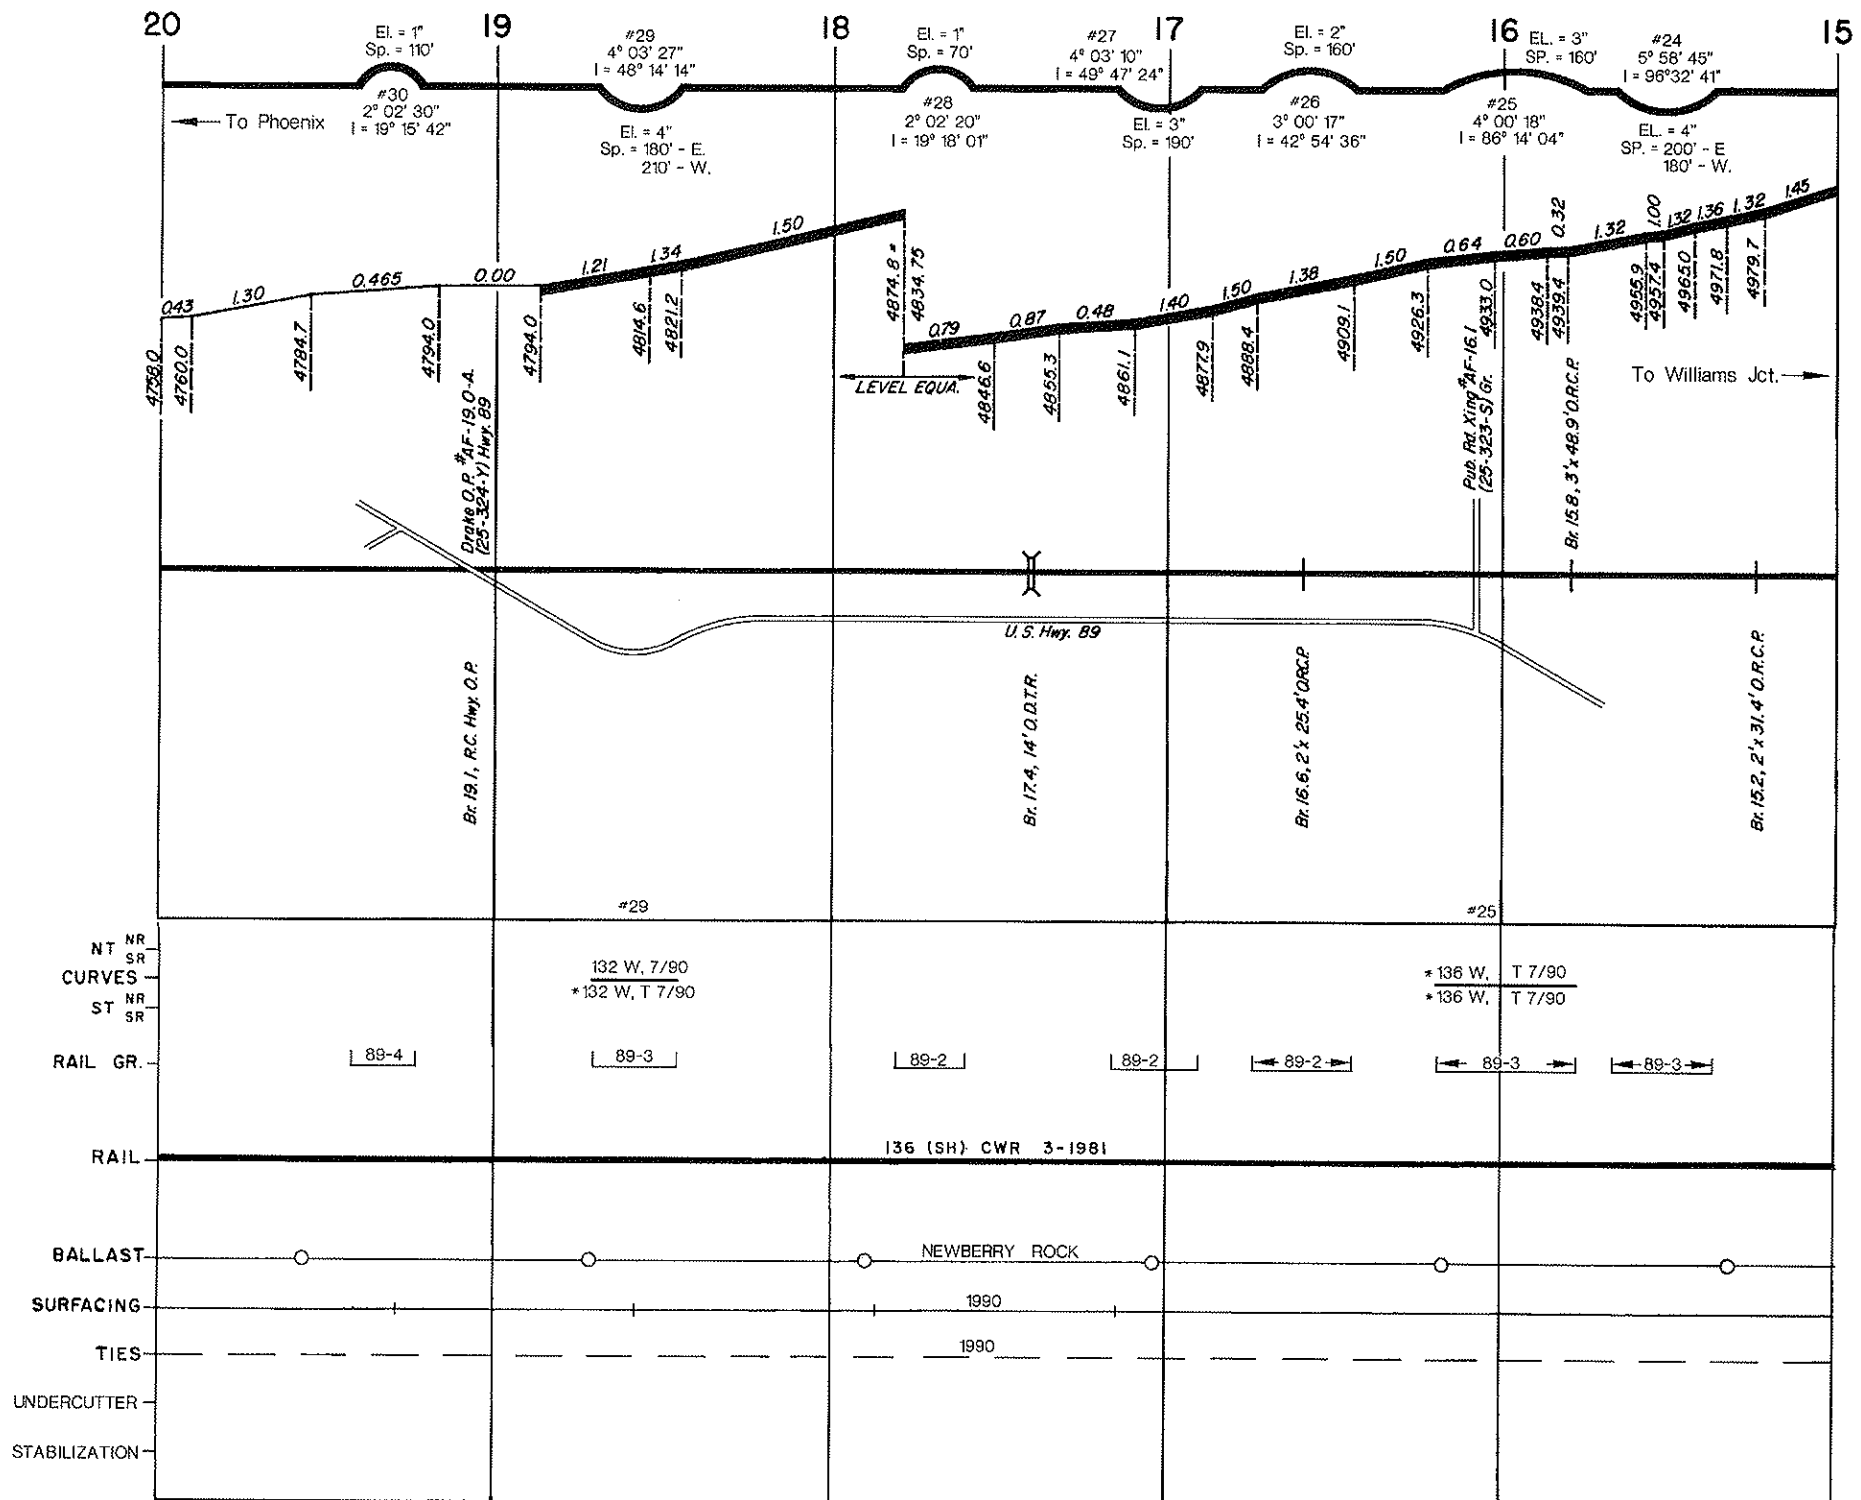 20
19
18
17
16
15
El. = 1"
Sp. = 110'
#30
2° 02' 30"
I = 19° 15' 42"
To Phoenix
#29
4° 03' 27"
I = 48° 14' 14"
El. = 4"
Sp. = 180' - E.
210' - W.
El. = 1"
Sp. = 70'
#28
2° 02' 20"
I = 19° 18' 01"
#27
4° 03' 10"
I = 49° 47' 24"
El. = 3"
Sp. = 190'
El. = 2"
Sp. = 160'
#26
3° 00' 17"
I = 42° 54' 36"
EL. = 3"
SP. = 160'
#25
4° 00' 18"
I = 86° 14' 04"
#24
5° 58' 45"
I = 96°32' 41"
EL. = 4"
SP. = 200' - E
180' - W.
0.43
1.30
0.465
0.00
1.21
1.34
1.50
0.79
0.87
0.48
1.40
1.50
1.38
1.50
0.64
0.60
0.32
1.32
1.00
1.32
1.36
1.32
1.45
4758.0
4760.0
4784.7
4794.0
4794.0
4814.6
4821.2
4874.8 =
4834.75
LEVEL EQUA.
4846.6
4855.3
4861.1
4877.9
4888.4
4909.1
4926.3
4933.0
4938.4
4939.4
4955.9
4957.4
4965.0
4971.8
4979.7
To Williams Jct.
Drake O.P. #AF-19.0-A.
(25-324-Y) Hwy. 89
Pub. Rd. Xing #AF-16.1
(25-323-S) Gr.
Br. 15.8, 3'x 48.9' O.R.C.P.
U.S. Hwy. 89
Br. 19.1, R.C. Hwy. O.P.
Br. 17.4, 14' O.D.T.R.
Br. 16.6, 2'x 25.4' O.R.C.P.
Br. 15.2, 2'x 31.4' O.R.C.P.
#29
#25
NT NR
SR
CURVES
ST NR
SR
132 W, 7/90
*132 W, T 7/90
*136 W, T 7/90
*136 W, T 7/90
RAIL GR.
89-4
89-3
89-2
89-2
89-2
89-3
89-3
RAIL
136 (SH) CWR 3-1981
BALLAST
NEWBERRY ROCK
SURFACING
1990
TIES
1990
UNDERCUTTER
STABILIZATION